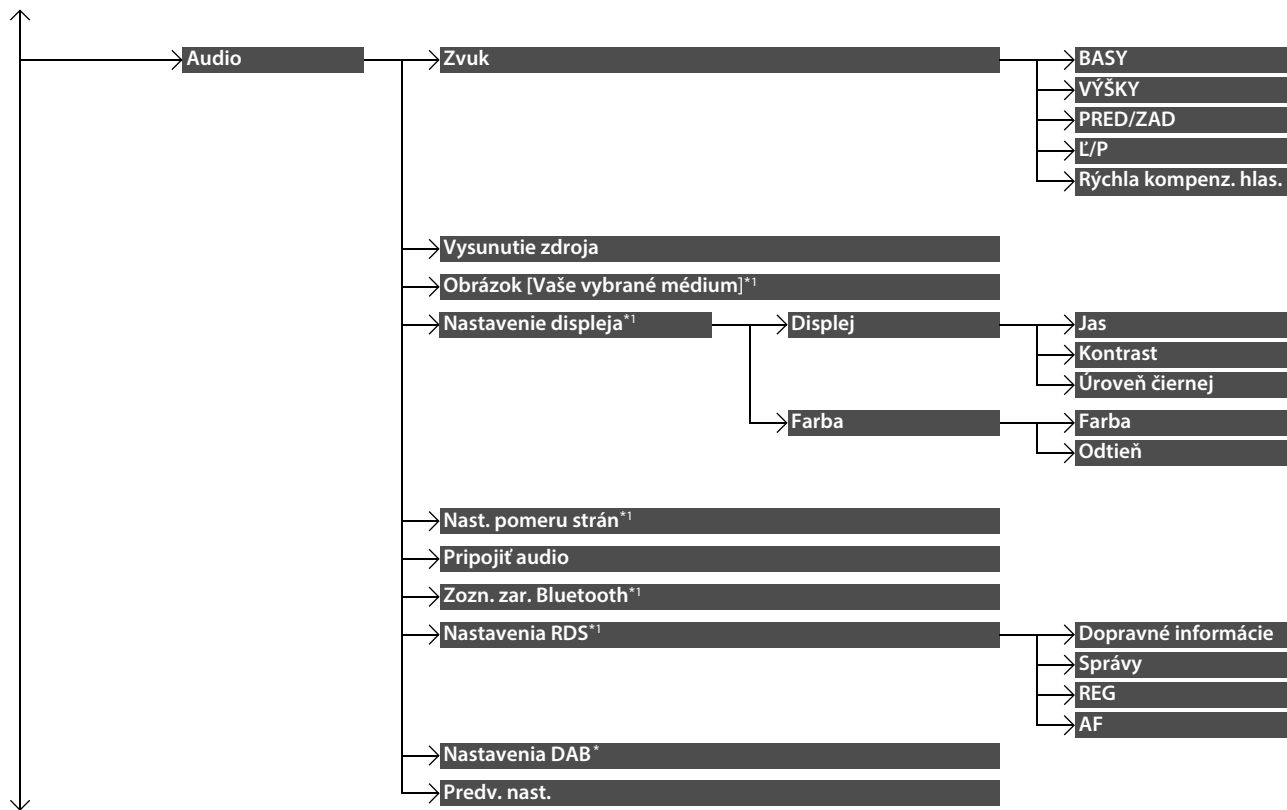 Audio
Zvuk
BASY
VÝŠKY
PRED/ZAD
Ľ/P
Rýchla kompenz. hlas.
Vysunutie zdroja
Obrázok [Vaše vybrané médium]*1
Nastavenie displeja*1
Displej
Jas
Kontrast
Úroveň čiernej
Farba
Farba
Odtieň
Nast. pomeru strán*1
Pripojiť audio
Zozn. zar. Bluetooth*1
Nastavenia RDS*1
Dopravné informácie
Správy
REG
AF
Nastavenia DAB*
Predv. nast.